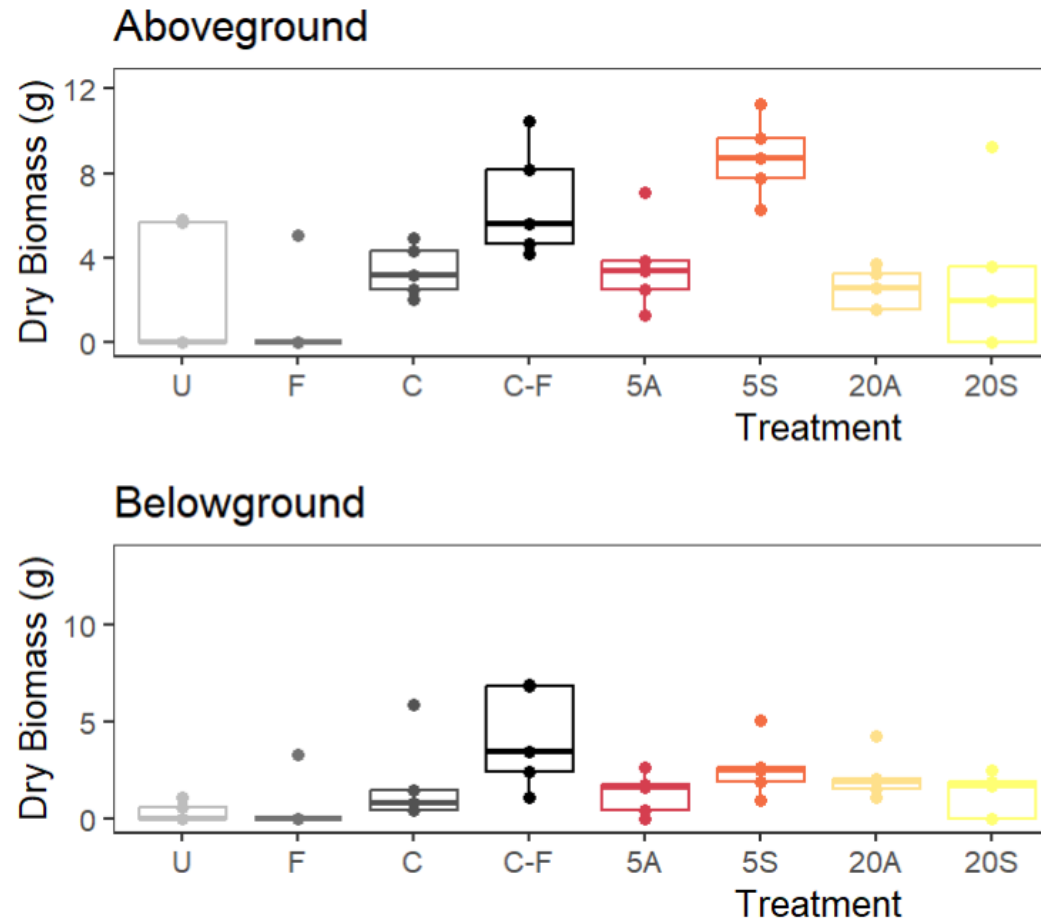 Aboveground
Dry Biomass (g)
12
8
4
0
U F C C-F 5A 5S 20A 20S
Treatment
Belowground
Dry Biomass (g)
10
5
0
U F C C-F 5A 5S 20A 20S
Treatment